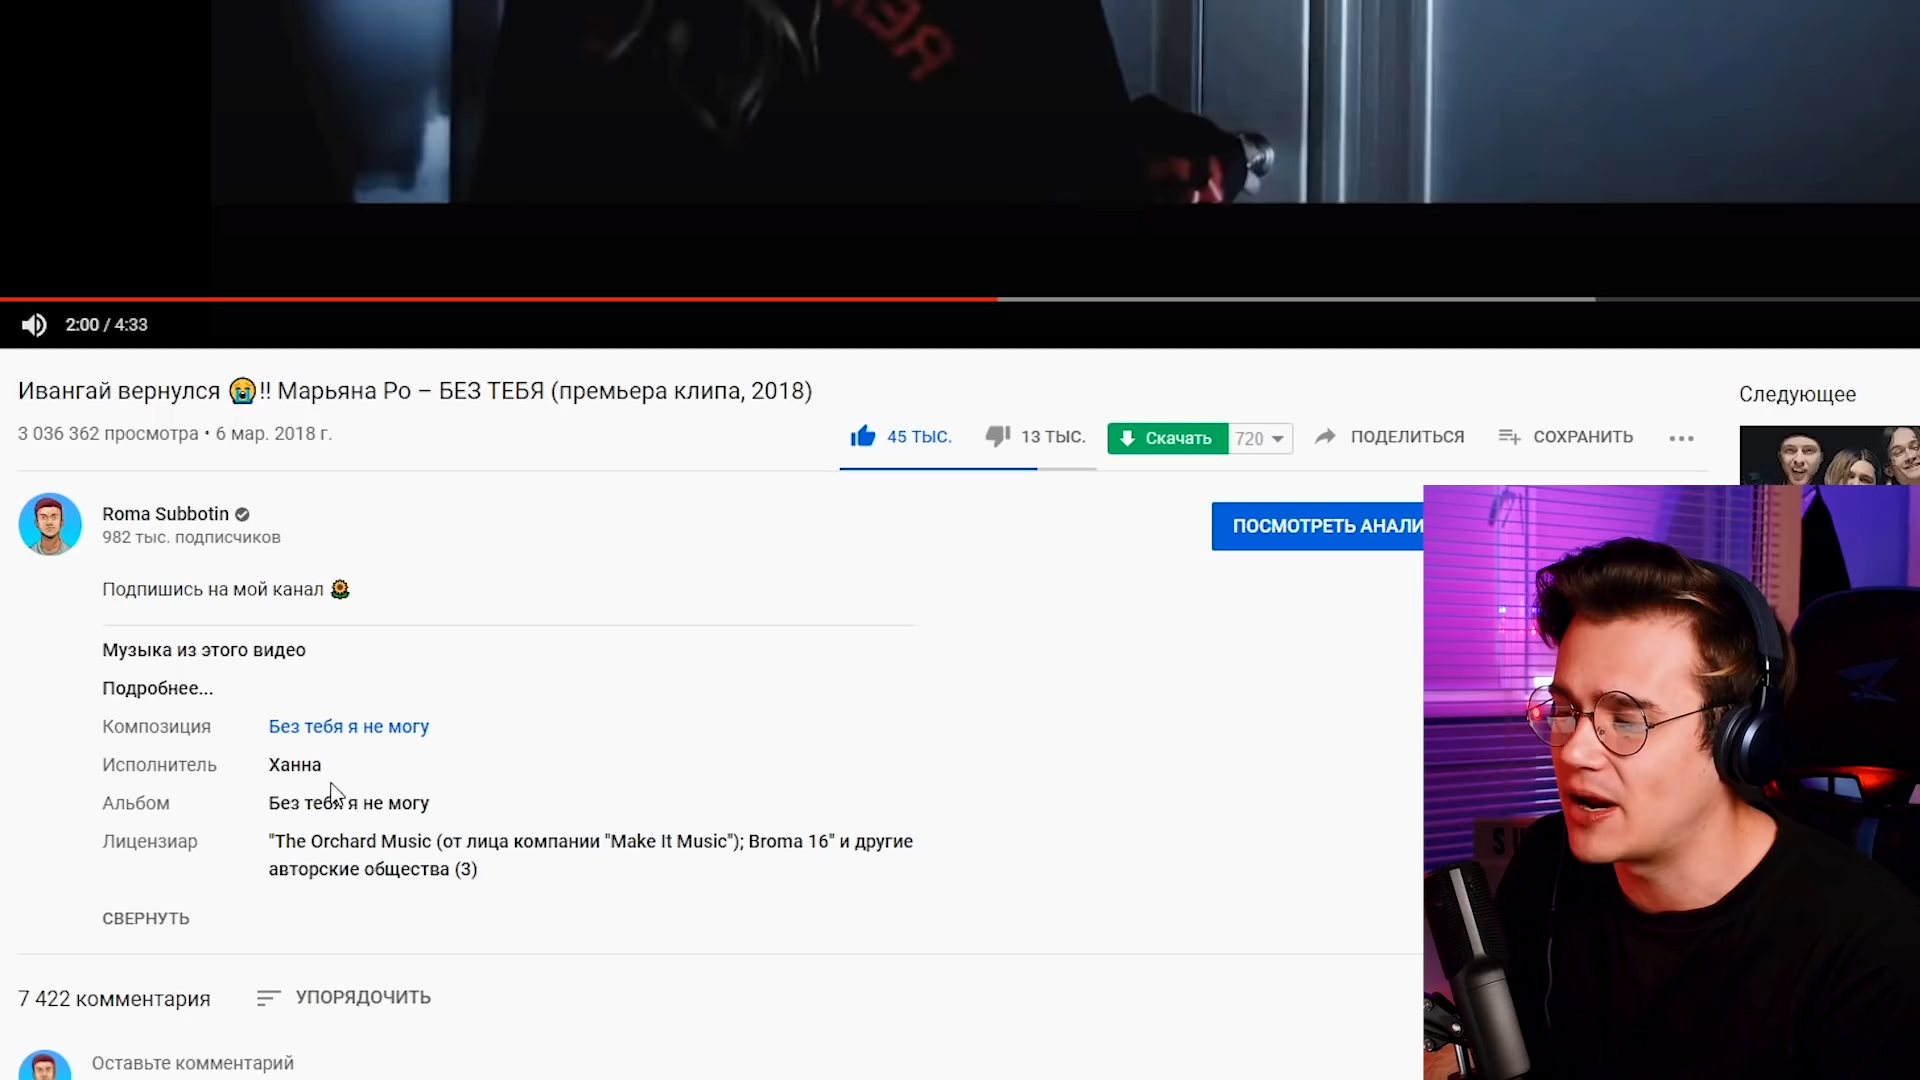 2:00 / 4:33
Ивангай вернулся 😭!! Марьяна Ро – БЕЗ ТЕБЯ (премьера клипа, 2018)
3 036 362 просмотра • 6 мар. 2018 г.
45 ТЫС.
13 ТЫС.
Скачать
720
ПОДЕЛИТЬСЯ
СОХРАНИТЬ
Следующее
Roma Subbotin
982 тыс. подписчиков
ПОСМОТРЕТЬ АНАЛИ
Подпишись на мой канал 🌻
Музыка из этого видео
Подробнее...
Композиция Без тебя я не могу
Исполнитель Ханна
Альбом Без тебя я не могу
Лицензиар "The Orchard Music (от лица компании "Make It Music"); Broma 16" и другие
авторские общества (3)
СВЕРНУТЬ
7 422 комментария
УПОРЯДОЧИТЬ
Оставьте комментарий